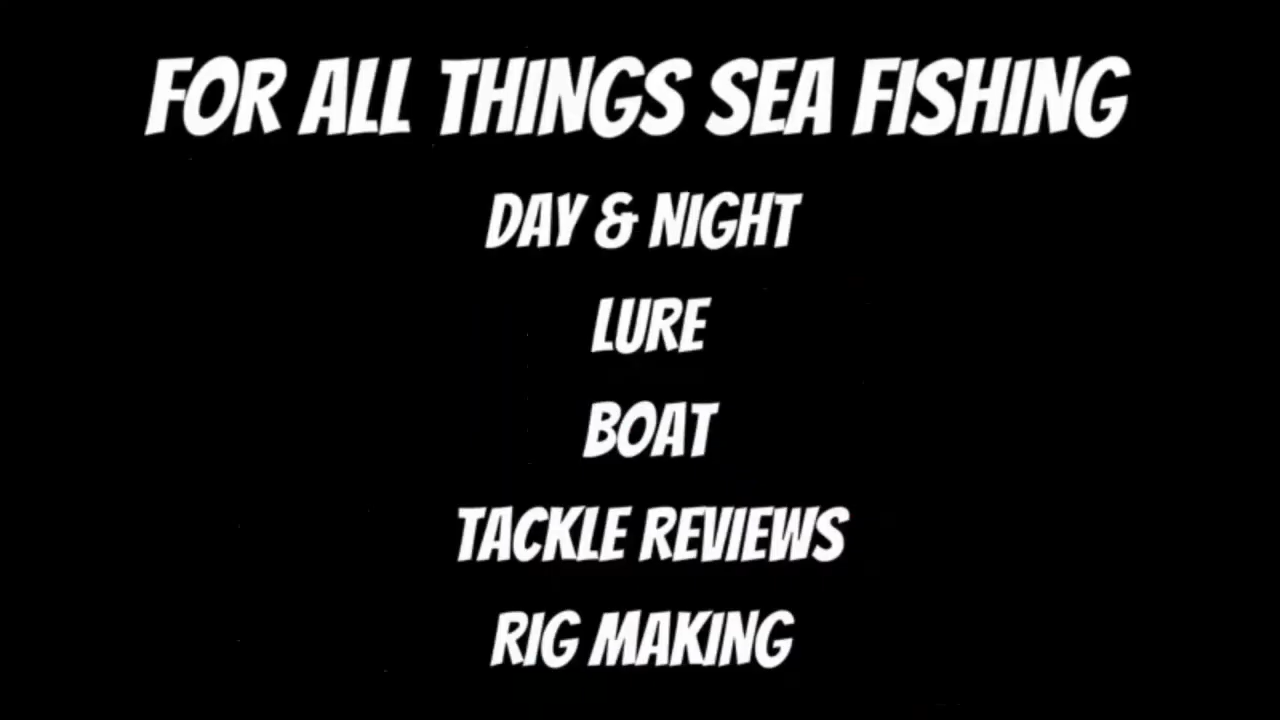 FOR ALL THINGS SEA FISHING
DAY & NIGHT
LURE
BOAT
TACKLE REVIEWS
RIG MAKING